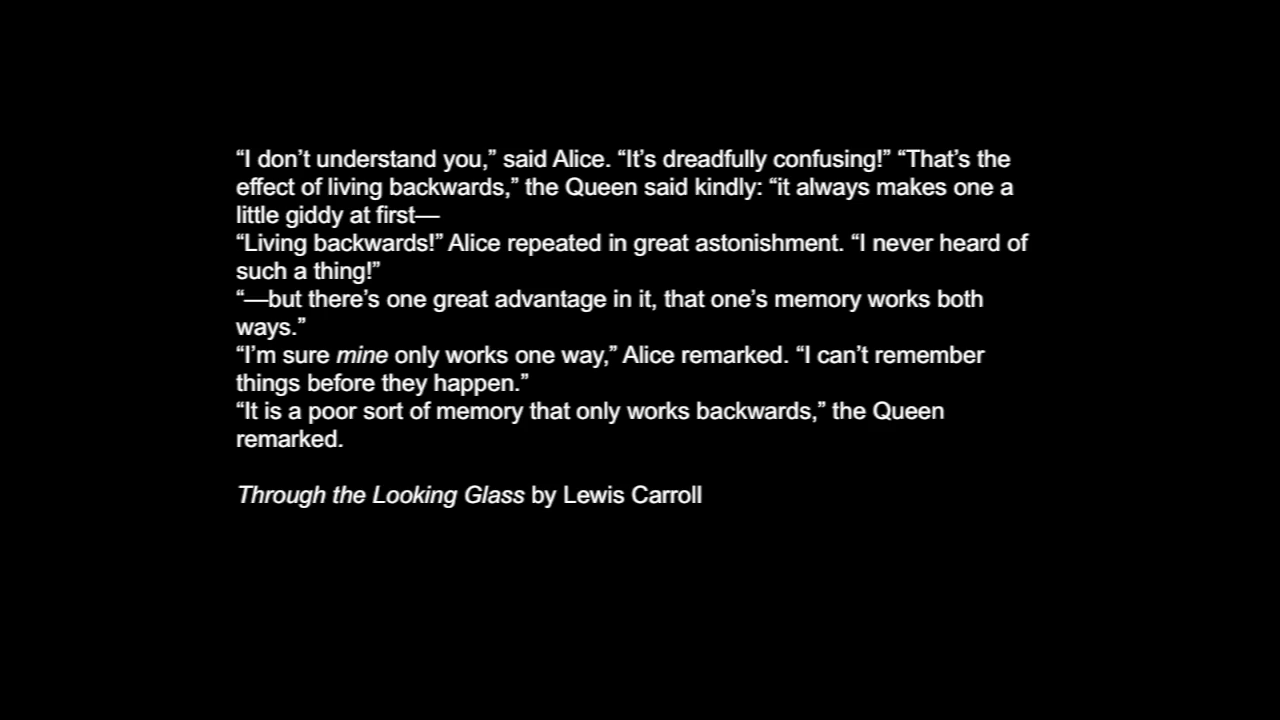 “I don’t understand you,” said Alice. “It’s dreadfully confusing!” “That’s the
effect of living backwards,” the Queen said kindly: “it always makes one a
little giddy at first—
“Living backwards!” Alice repeated in great astonishment. “I never heard of
such a thing!”
“—but there’s one great advantage in it, that one’s memory works both
ways.”
“I’m sure mine only works one way,” Alice remarked. “I can’t remember
things before they happen.”
“It is a poor sort of memory that only works backwards,” the Queen
remarked.
Through the Looking Glass by Lewis Carroll